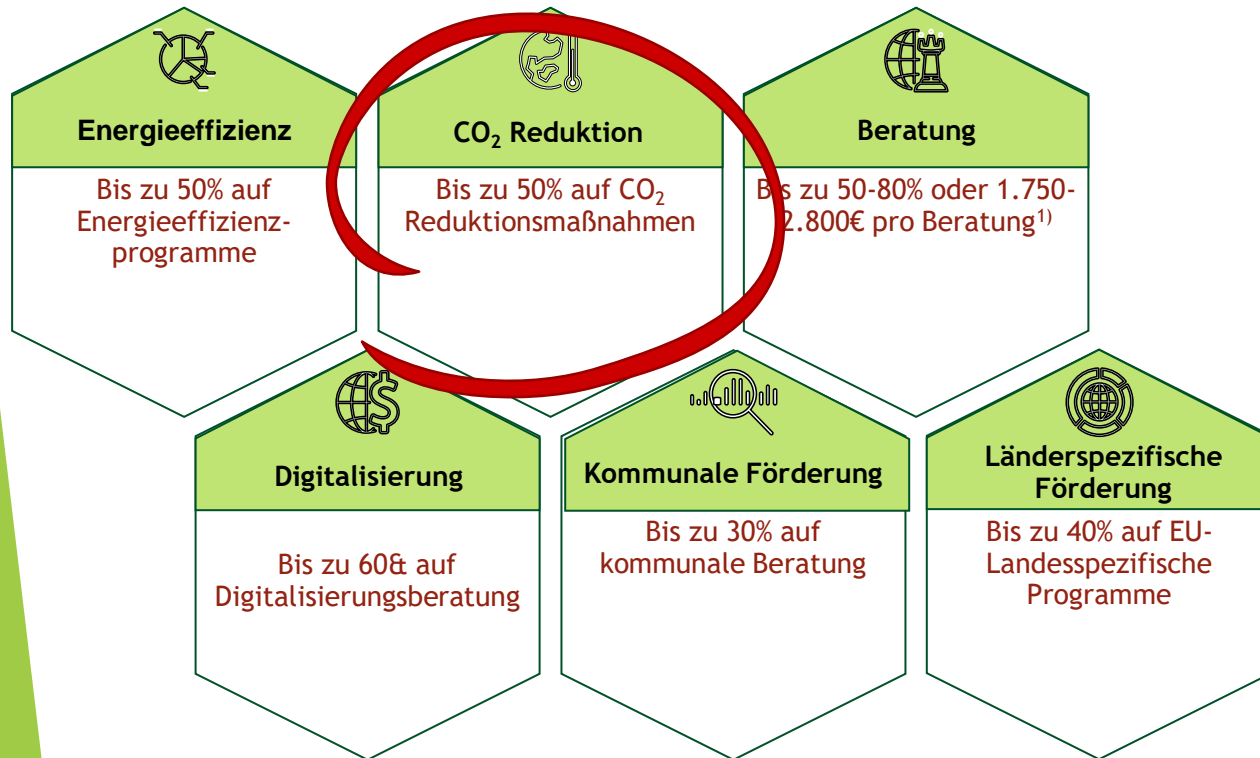 Energieeffizienz
Bis zu 50% auf
Energieeffizienz-
programme
CO₂ Reduktion
Bis zu 50% auf CO₂
Reduktionsmaßnahmen
Beratung
Bis zu 50-80% oder 1.750-
2.800€ pro Beratung¹⁾
Digitalisierung
Bis zu 60& auf
Digitalisierungsberatung
Kommunale Förderung
Bis zu 30% auf
kommunale Beratung
Länderspezifische
Förderung
Bis zu 40% auf EU-
Landesspezifische
Programme